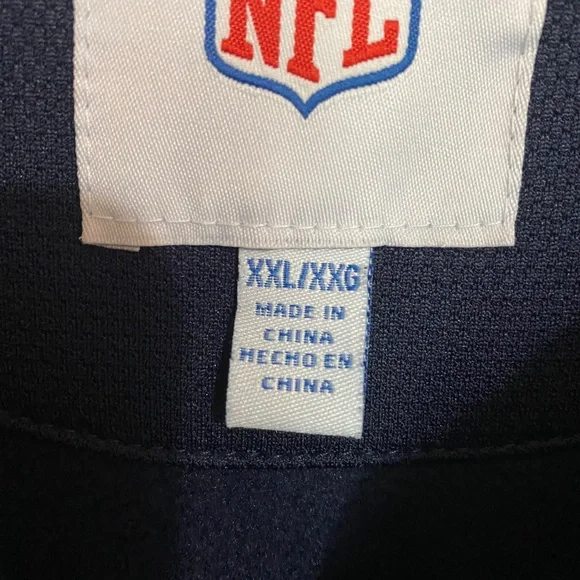 NFL
XXL/XXG
MADE IN
CHINA
HECHO EN
CHINA